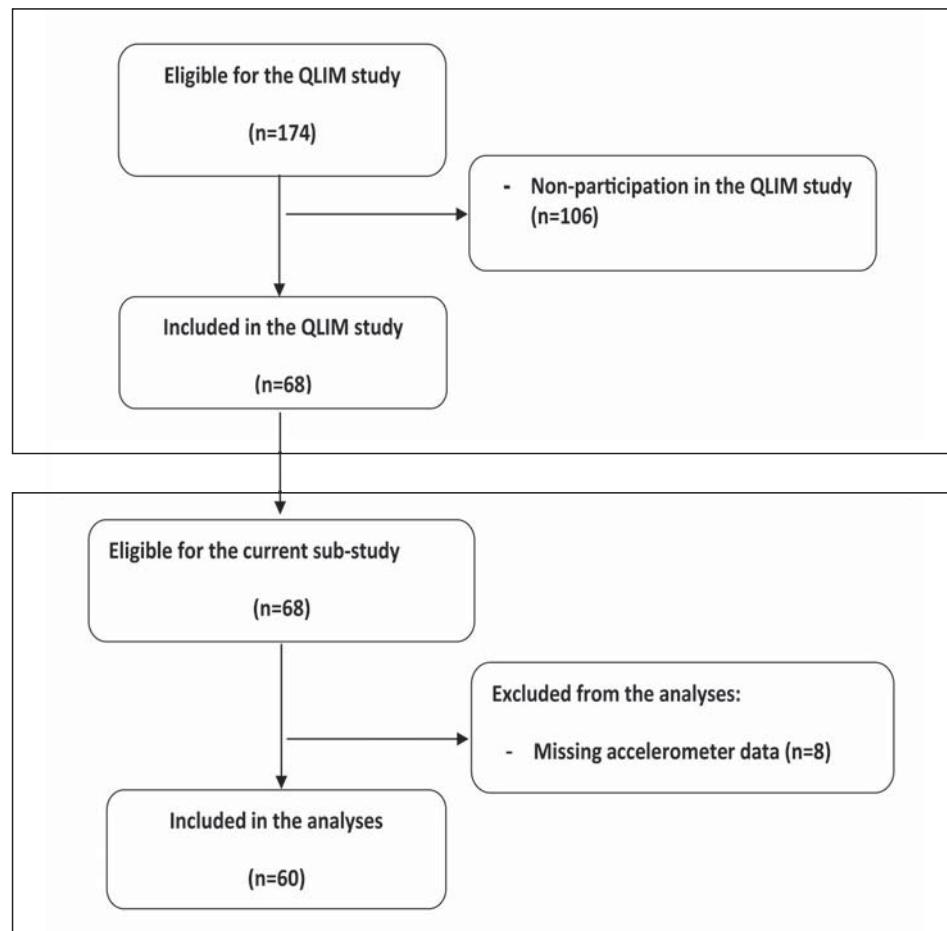 Eligible for the QLIM study
(n=174)
- Non-participation in the QLIM study
(n=106)
Included in the QLIM study
(n=68)
Eligible for the current sub-study
(n=68)
Excluded from the analyses:
- Missing accelerometer data (n=8)
Included in the analyses
(n=60)